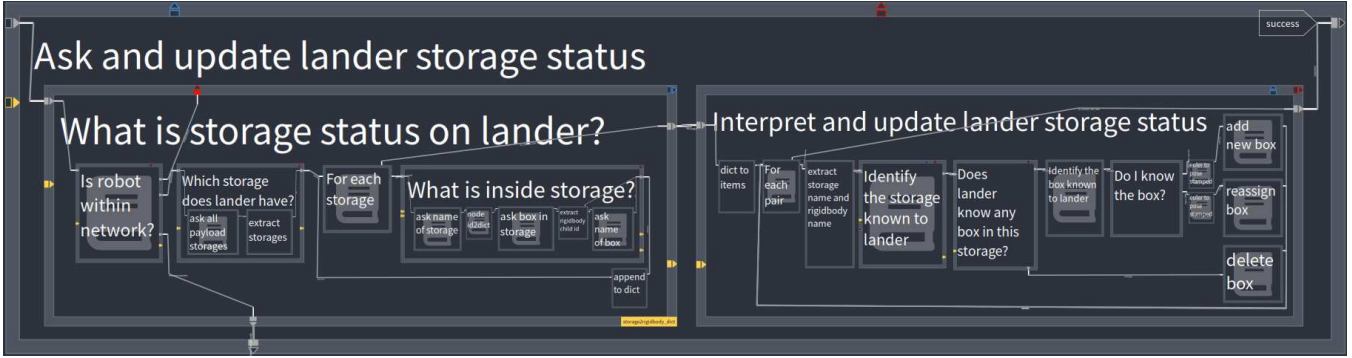 success
Ask and update lander storage status
What is storage status on lander?
Is robot
within
network?
Which storage
does lander have?
ask all
payload
storages
extract
storages
For each
storage
What is inside storage?
ask name
of storage
node
id2dict
ask box in
storage
extract
rigidbody
child id
ask
name
of box
append
to dict
storage2rigidbody_dict
Interpret and update lander storage status
dict to
items
For
each
pair
extract
storage
name and
rigidbody
name
Identify
the storage
known to
lander
Does
lander
know any
box in this
storage?
Identify the
box known
to lander
Do I know
the box?
add
new box
reassign
box
delete
box